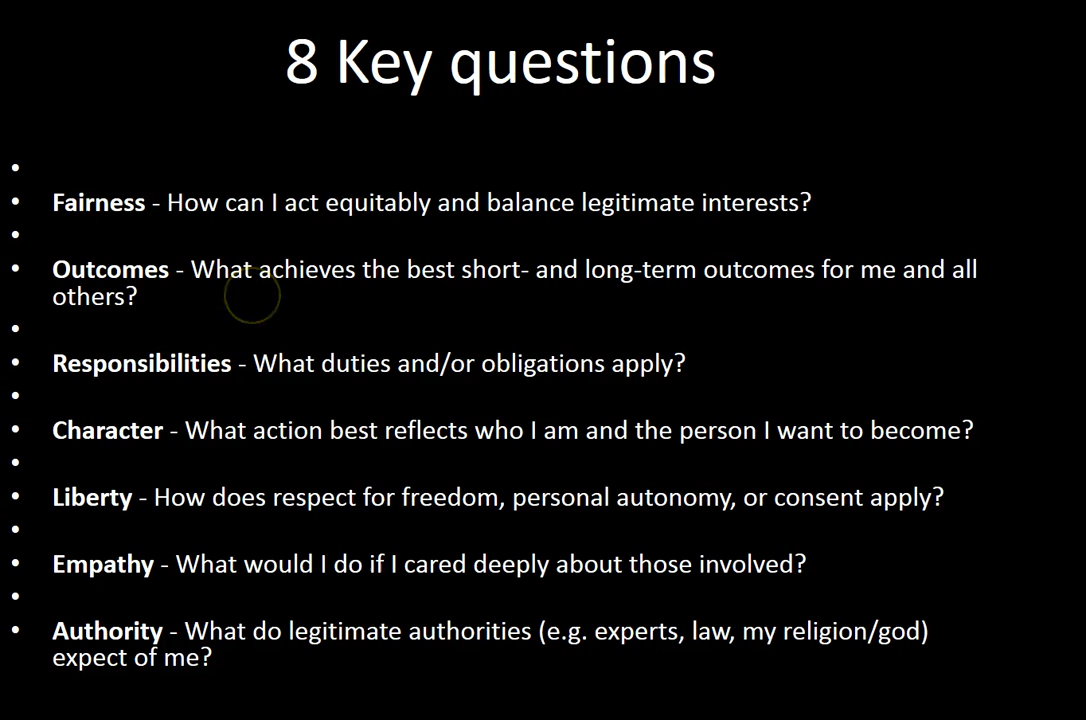 8 Key questions
•
• Fairness - How can I act equitably and balance legitimate interests?
•
• Outcomes - What achieves the best short- and long-term outcomes for me and all
others?
•
• Responsibilities - What duties and/or obligations apply?
•
• Character - What action best reflects who I am and the person I want to become?
•
• Liberty - How does respect for freedom, personal autonomy, or consent apply?
•
• Empathy - What would I do if I cared deeply about those involved?
•
• Authority - What do legitimate authorities (e.g. experts, law, my religion/god)
expect of me?